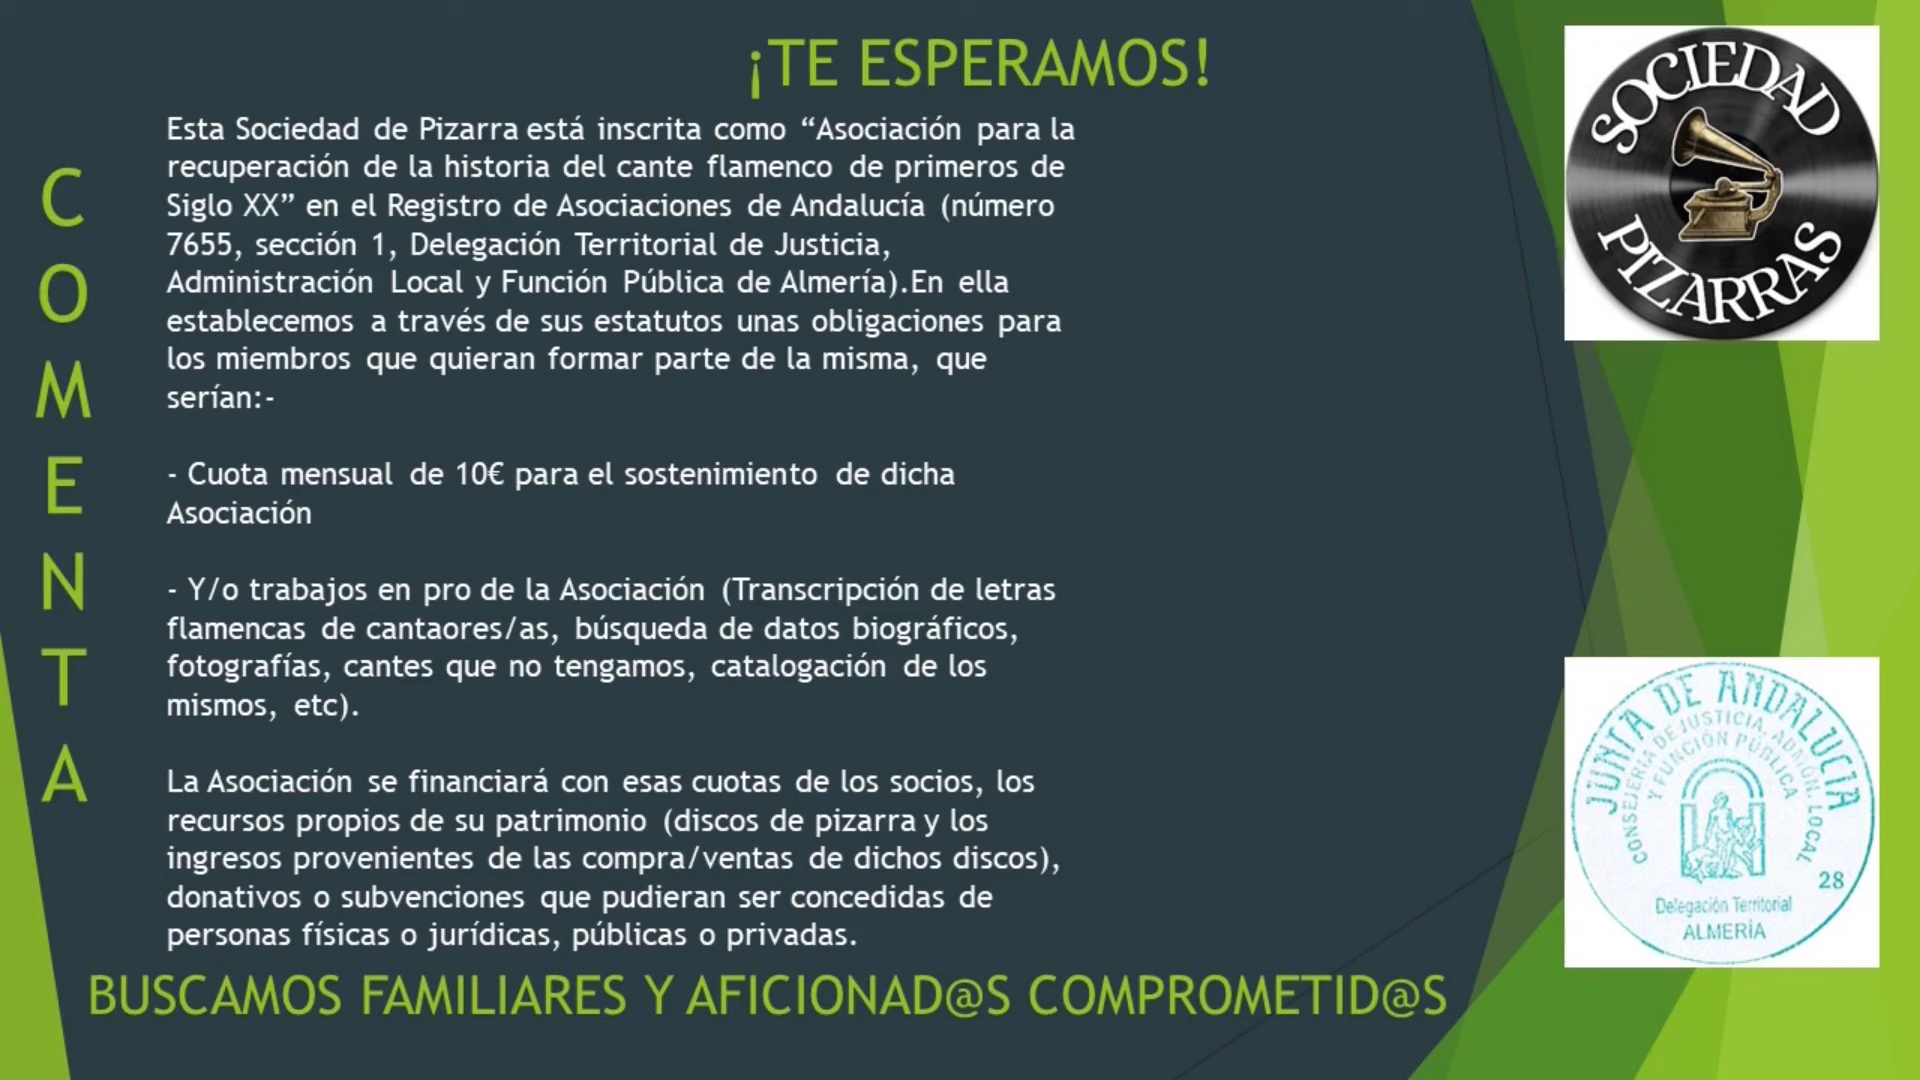 ¡TE ESPERAMOS!
Esta Sociedad de Pizarra está inscrita como “Asociación para la
recuperación de la historia del cante flamenco de primeros de
Siglo XX” en el Registro de Asociaciones de Andalucía (número
7655, sección 1, Delegación Territorial de Justicia,
Administración Local y Función Pública de Almería).En ella
establecemos a través de sus estatutos unas obligaciones para
los miembros que quieran formar parte de la misma, que
serían:-
- Cuota mensual de 10€ para el sostenimiento de dicha
Asociación
- Y/o trabajos en pro de la Asociación (Transcripción de letras
flamencas de cantaores/as, búsqueda de datos biográficos,
fotografías, cantes que no tengamos, catalogación de los
mismos, etc).
La Asociación se financiará con esas cuotas de los socios, los
recursos propios de su patrimonio (discos de pizarra y los
ingresos provenientes de las compra/ventas de dichos discos),
donativos o subvenciones que pudieran ser concedidas de
personas físicas o jurídicas, públicas o privadas.
BUSCAMOS FAMILIARES Y AFICIONAD@S COMPROMETID@S
COMENTA
SOCIEDAD
PIZARRAS
JUNTA DE ANDALUCIA
CONSEJERÍA DE JUSTICIA, ADMÓN. LOCAL
Y FUNCIÓN PÚBLICA
28
Delegación Territorial
ALMERÍA